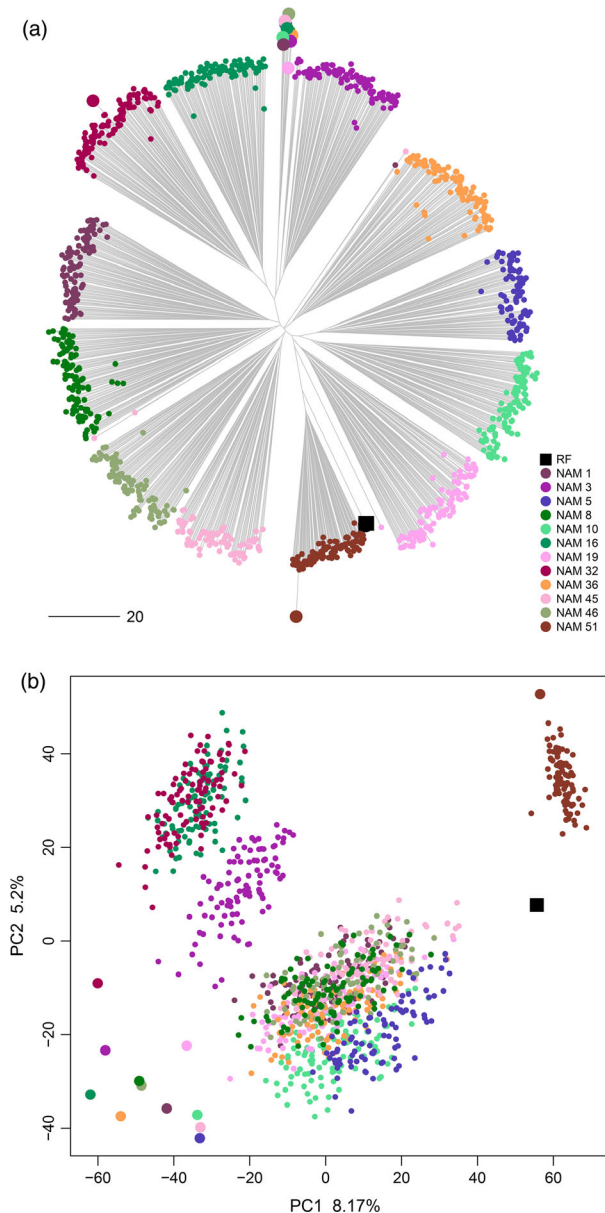 (a)
RF
NAM 1
NAM 3
NAM 5
NAM 8
NAM 10
NAM 16
NAM 19
NAM 32
NAM 36
NAM 45
NAM 46
NAM 51
20
(b)
40
20
0
−20
−40
PC2 5.2%
−60 −40 −20 0 20 40 60
PC1 8.17%